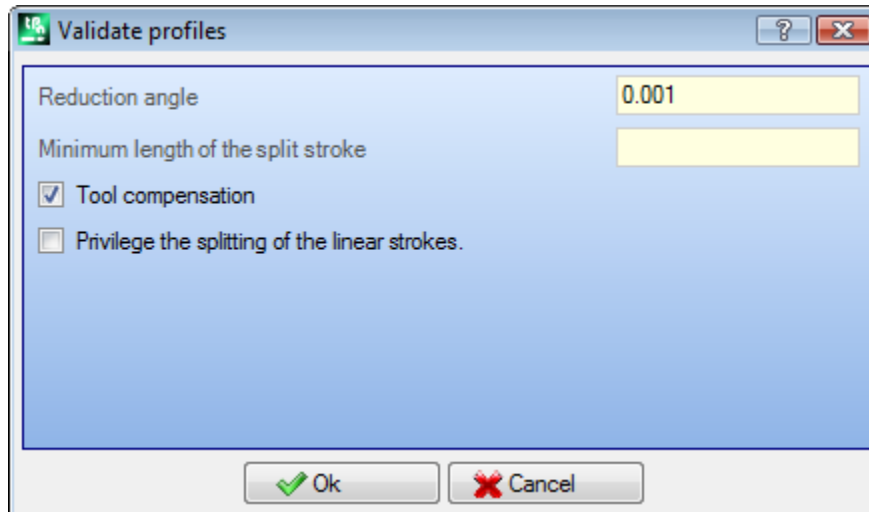 Validate profiles
Reduction angle 0.001
Minimum length of the split stroke
Tool compensation
Privilege the splitting of the linear strokes.
Ok Cancel